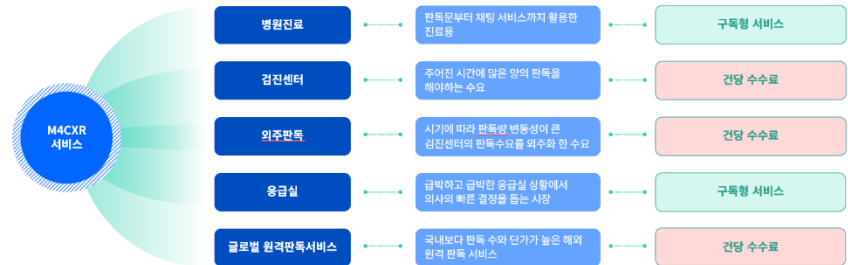 M4CXR
서비스
병원진료
판독문부터 채팅 서비스까지 활용한
진료용
구독형 서비스
검진센터
주어진 시간에 많은 양의 판독을
해야하는 수요
건당 수수료
외주판독
시기에 따라 판독량 변동성이 큰
검진센터의 판독수요를 외주화 한 수요
건당 수수료
응급실
급박하고 급박한 응급실 상황에서
의사의 빠른 결정을 돕는 시장
구독형 서비스
글로벌 원격판독서비스
국내보다 판독 수와 단가가 높은 해외
원격 판독 서비스
건당 수수료